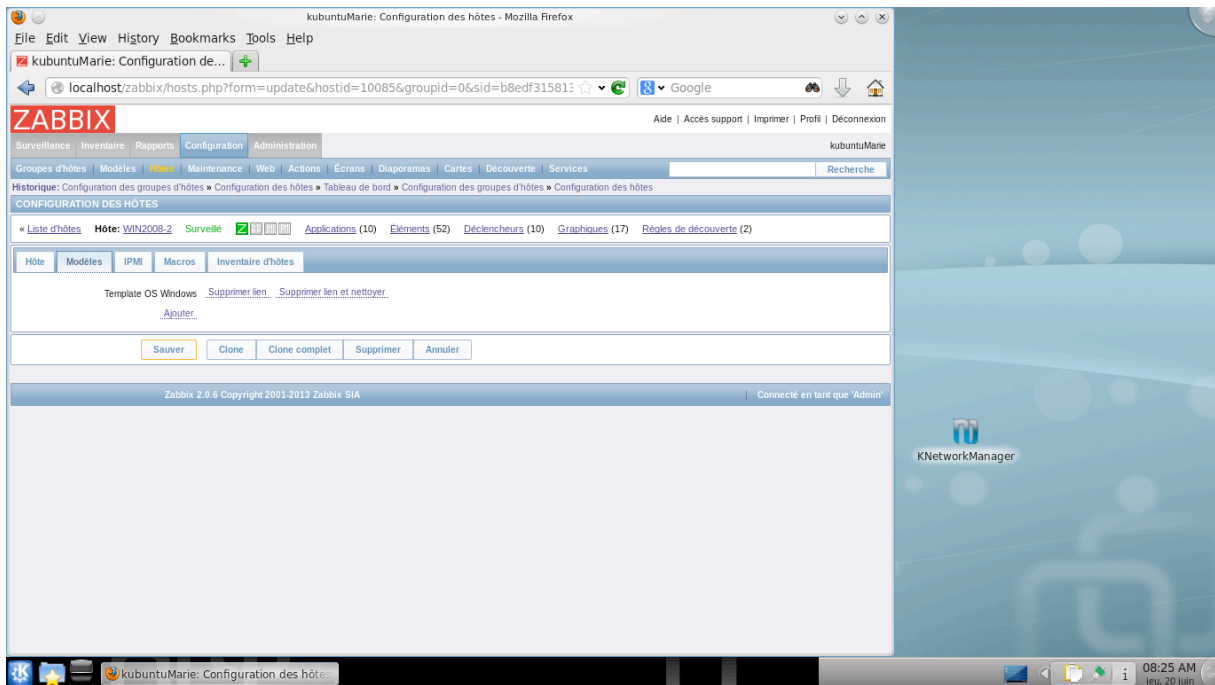 kubuntuMarie: Configuration des hôtes - Mozilla Firefox
File Edit View History Bookmarks Tools Help
kubuntuMarie: Configuration de...
localhost/zabbix/hosts.php?form=update&hostid=10085&groupid=0&sid=b8edf315813
Google
ZABBIX
Aide | Accès support | Imprimer | Profil | Déconnexion
Surveillance Inventaire Rapports Configuration Administration
kubuntuMarie
Groupes d'hôtes | Modèles | Hôtes | Maintenance | Web | Actions | Écrans | Diaporamas | Cartes | Découverte | Services
Recherche
Historique: Configuration des groupes d'hôtes » Configuration des hôtes » Tableau de bord » Configuration des groupes d'hôtes » Configuration des hôtes
CONFIGURATION DES HÔTES
« Liste d'hôtes Hôte: WIN2008-2 Surveillé Z Applications (10) Éléments (52) Déclencheurs (10) Graphiques (17) Règles de découverte (2)
Hôte Modèles IPMI Macros Inventaire d'hôtes
Template OS Windows Supprimer lien Supprimer lien et nettoyer
Ajouter
Sauver Clone Clone complet Supprimer Annuler
Zabbix 2.0.6 Copyright 2001-2013 Zabbix SIA | Connecté en tant que 'Admin'
KNetworkManager
kubuntuMarie: Configuration des hôtes
08:25 AM
jeu. 20 juin